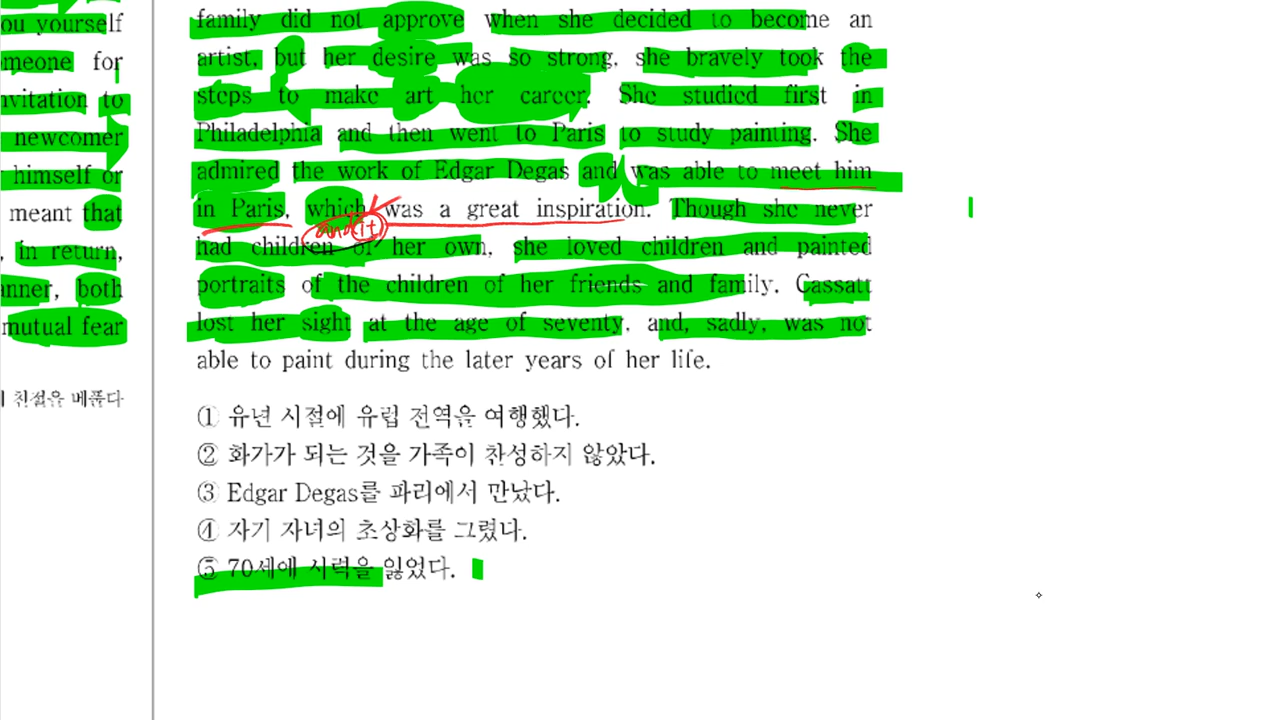 ou yourself
meone for
nvitation to
newcomer
himself or
meant that
, in return,
anner, both
mutual fear
친절을 베풀다
family did not approve when she decided to become an
artist, but her desire was so strong, she bravely took the
steps to make art her career. She studied first in
Philadelphia and then went to Paris to study painting. She
admired the work of Edgar Degas and was able to meet him
in Paris, which was a great inspiration. Though she never
and it
had children of her own, she loved children and painted
portraits of the children of her friends and family. Cassatt
lost her sight at the age of seventy, and, sadly, was not
able to paint during the later years of her life.
① 유년 시절에 유럽 전역을 여행했다.
② 화가가 되는 것을 가족이 찬성하지 않았다.
③ Edgar Degas를 파리에서 만났다.
④ 자기 자녀의 초상화를 그렸다.
⑤ 70세에 시력을 잃었다.